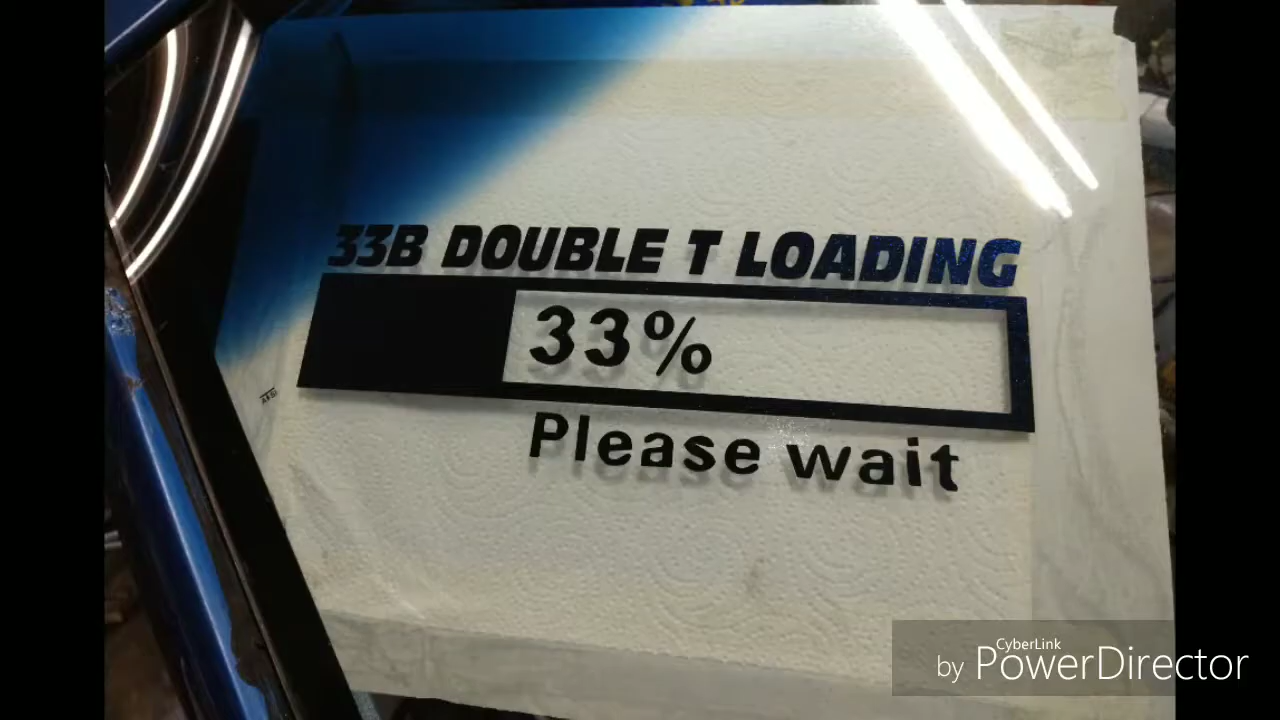 33B DOUBLE T LOADING
33%
Please wait
CyberLink
by PowerDirector